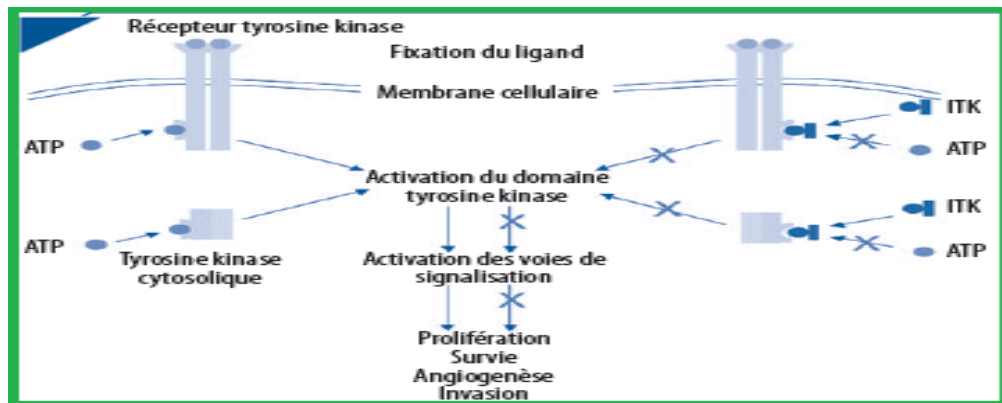 Récepteur tyrosine kinase
Fixation du ligand
Membrane cellulaire
ITK
ATP
ATP
Activation du domaine
tyrosine kinase
ITK
ATP
ATP
Tyrosine kinase
cytosolique
Activation des voies de
signalisation
Prolifération
Survie
Angiogenèse
Invasion